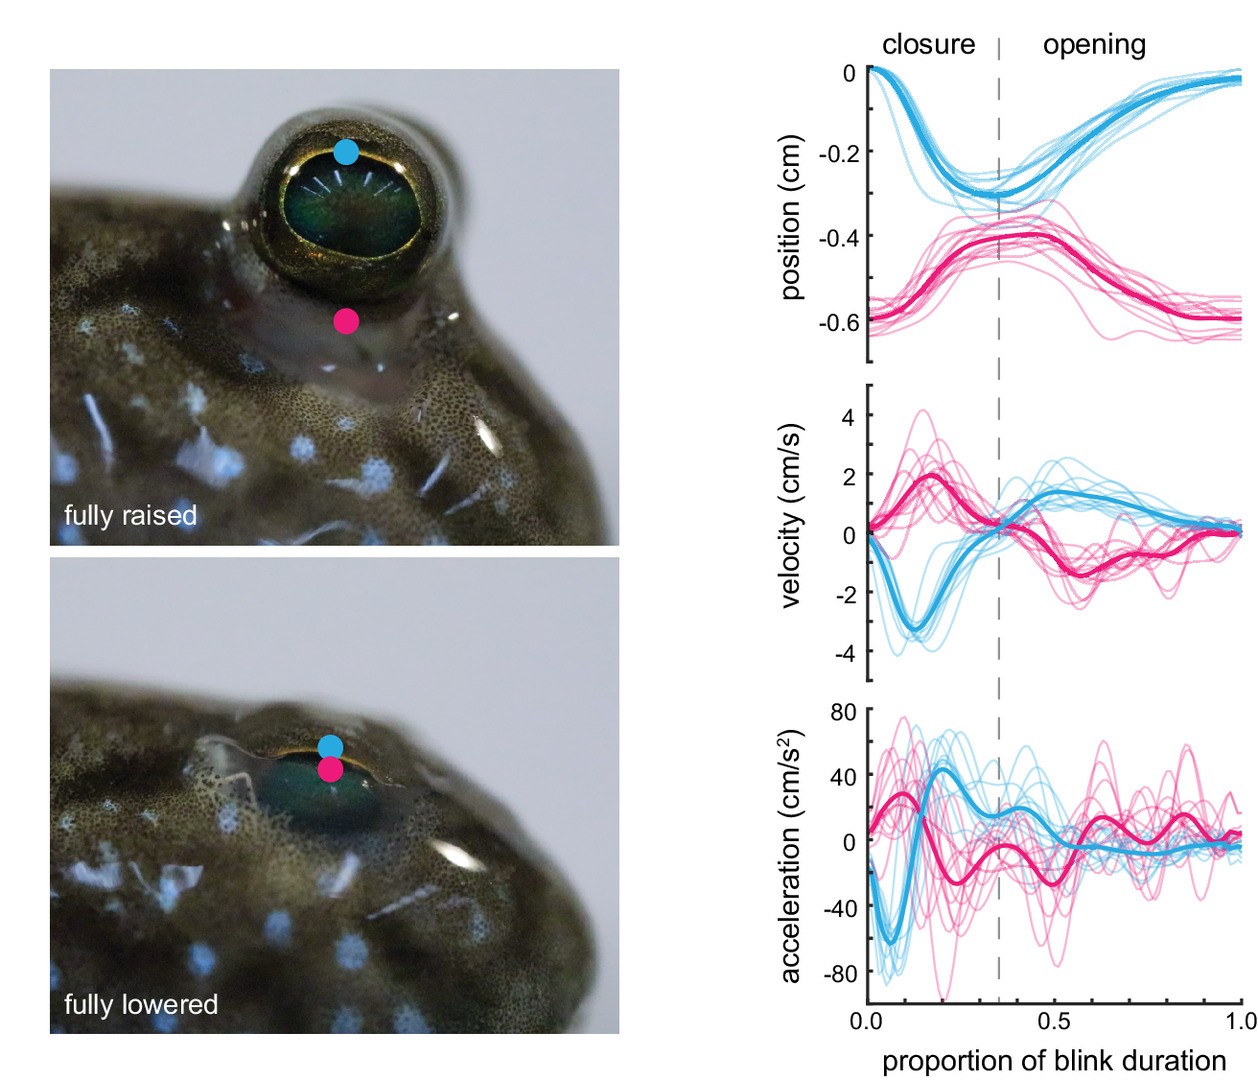 fully raised
fully lowered
closure
opening
position (cm)
0
-0.2
-0.4
-0.6
velocity (cm/s)
4
2
0
-2
-4
acceleration (cm/s²)
80
40
0
-40
-80
0.0
0.5
1.0
proportion of blink duration